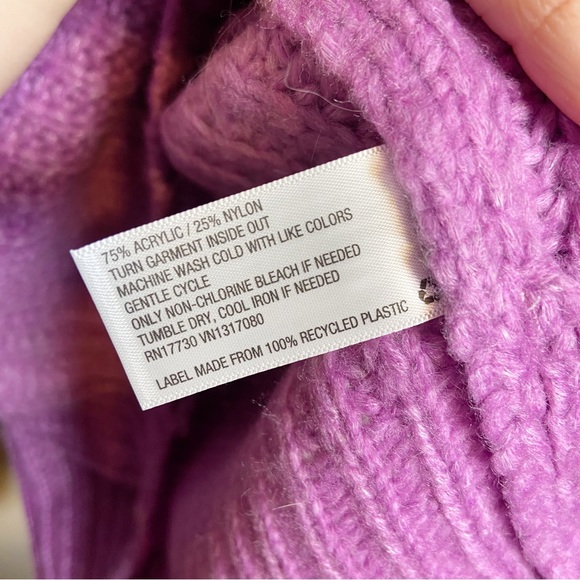 75% ACRYLIC / 25% NYLON
TURN GARMENT INSIDE OUT
MACHINE WASH COLD WITH LIKE COLORS
GENTLE CYCLE
ONLY NON-CHLORINE BLEACH IF NEEDED
TUMBLE DRY, COOL IRON IF NEEDED
RN17730 VN1317080
LABEL MADE FROM 100% RECYCLED PLASTIC